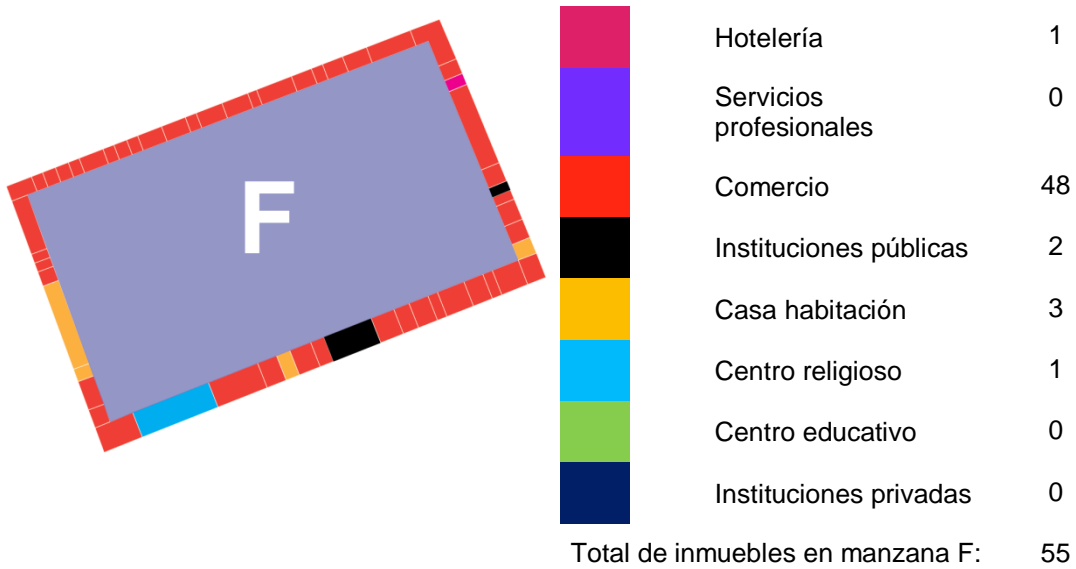 F
Hotelería 1
Servicios 0
profesionales
Comercio 48
Instituciones públicas 2
Casa habitación 3
Centro religioso 1
Centro educativo 0
Instituciones privadas 0
Total de inmuebles en manzana F: 55